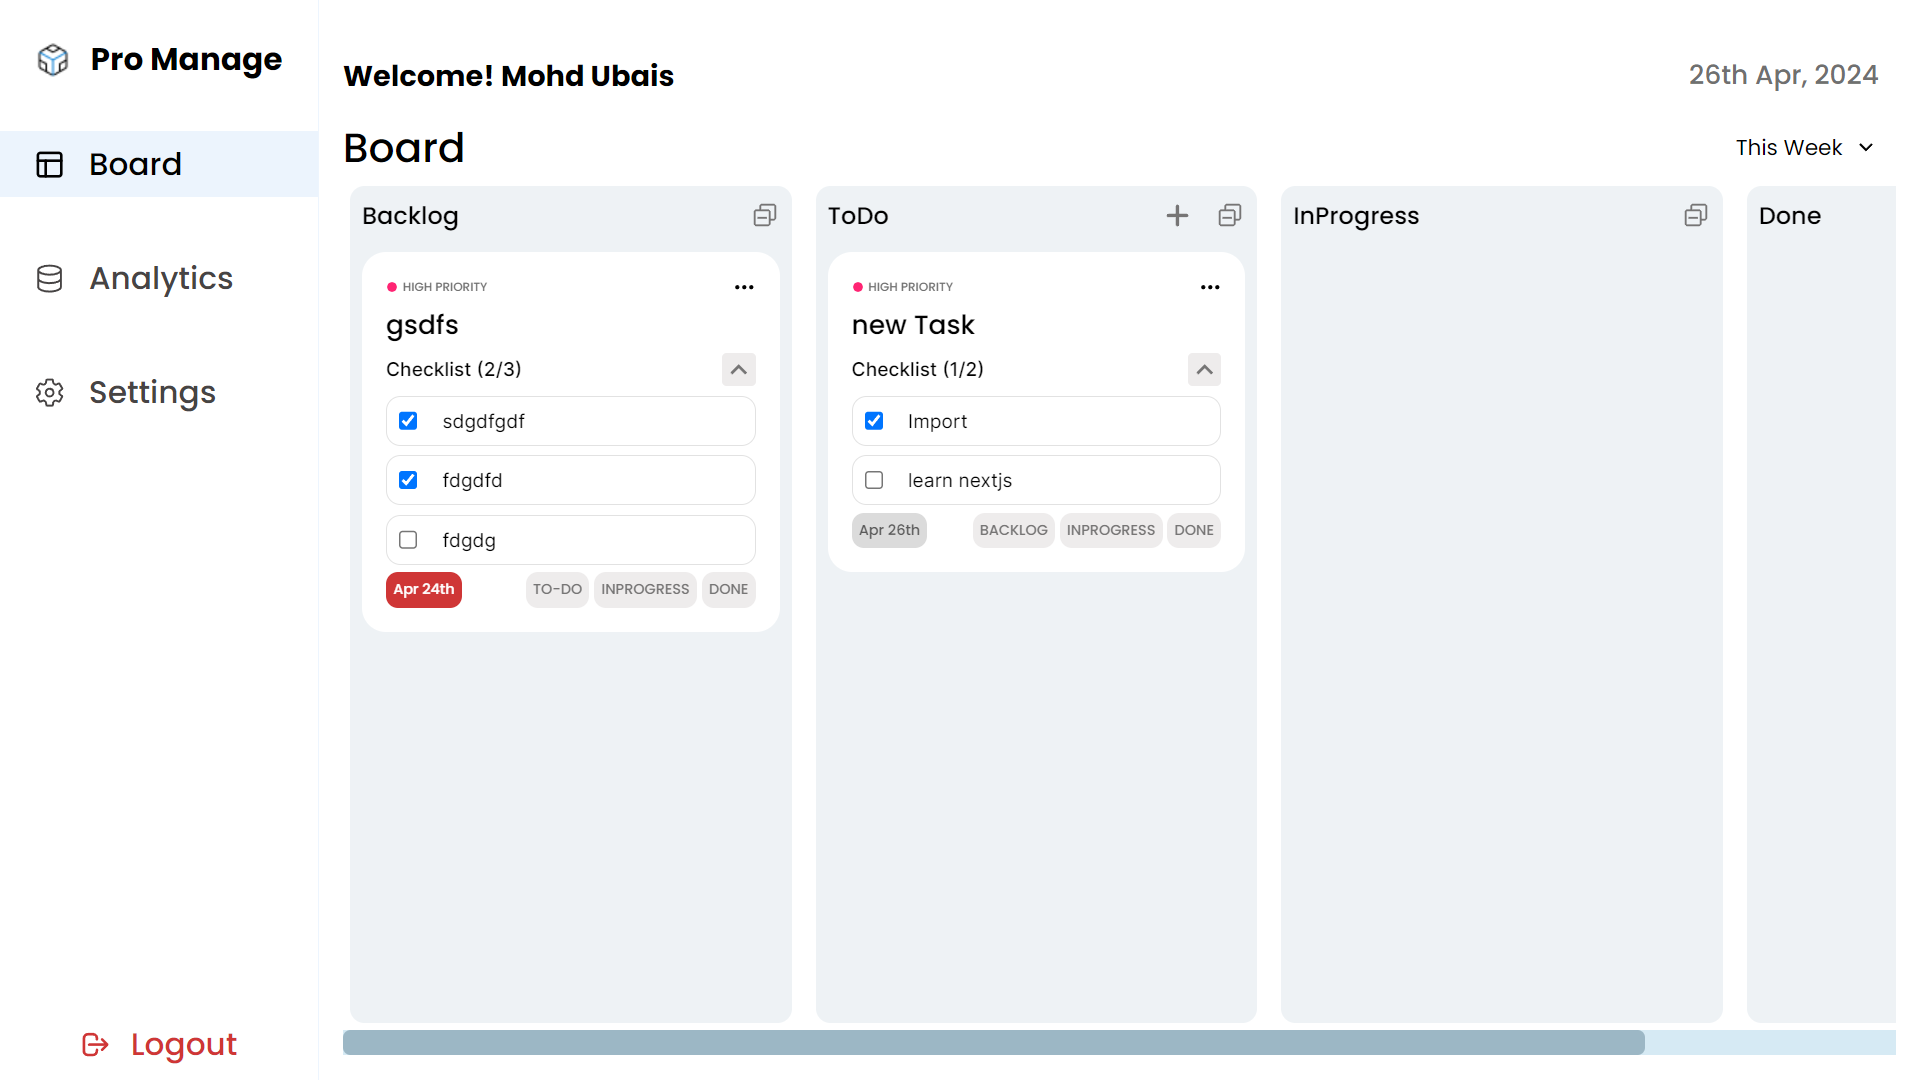 Pro Manage
Board
Analytics
Settings
Logout
Welcome! Mohd Ubais
26th Apr, 2024
Board
This Week
Backlog
HIGH PRIORITY
gsdfs
Checklist (2/3)
sdgdfgdf
fdgdfd
fdgdg
Apr 24th TO-DO INPROGRESS DONE
ToDo
HIGH PRIORITY
new Task
Checklist (1/2)
Import
learn nextjs
Apr 26th BACKLOG INPROGRESS DONE
InProgress
Done